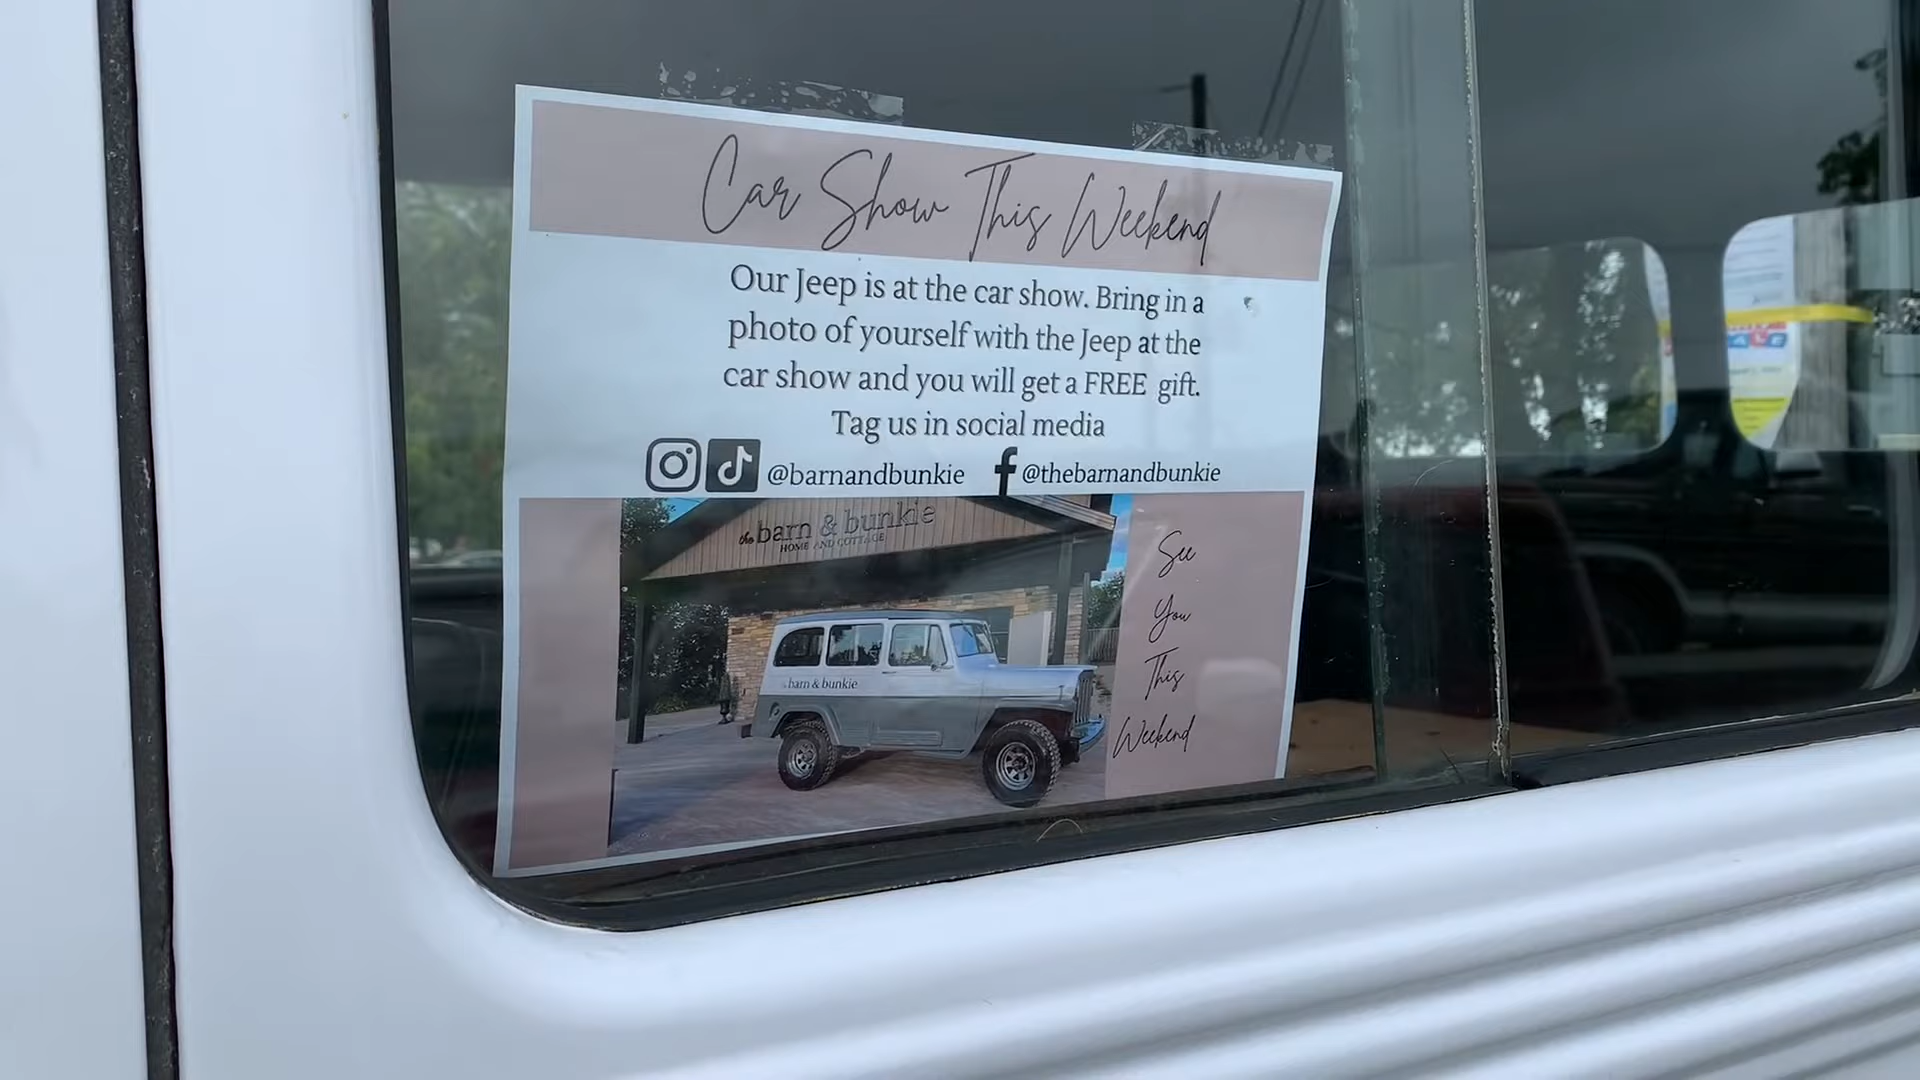 Car Show This Weekend
Our Jeep is at the car show. Bring in a
photo of yourself with the Jeep at the
car show and you will get a FREE gift.
Tag us in social media
@barnandbunkie @thebarnandbunkie
the barn & bunkie
HOME AND COTTAGE
barn & bunkie
See
You
This
Weekend